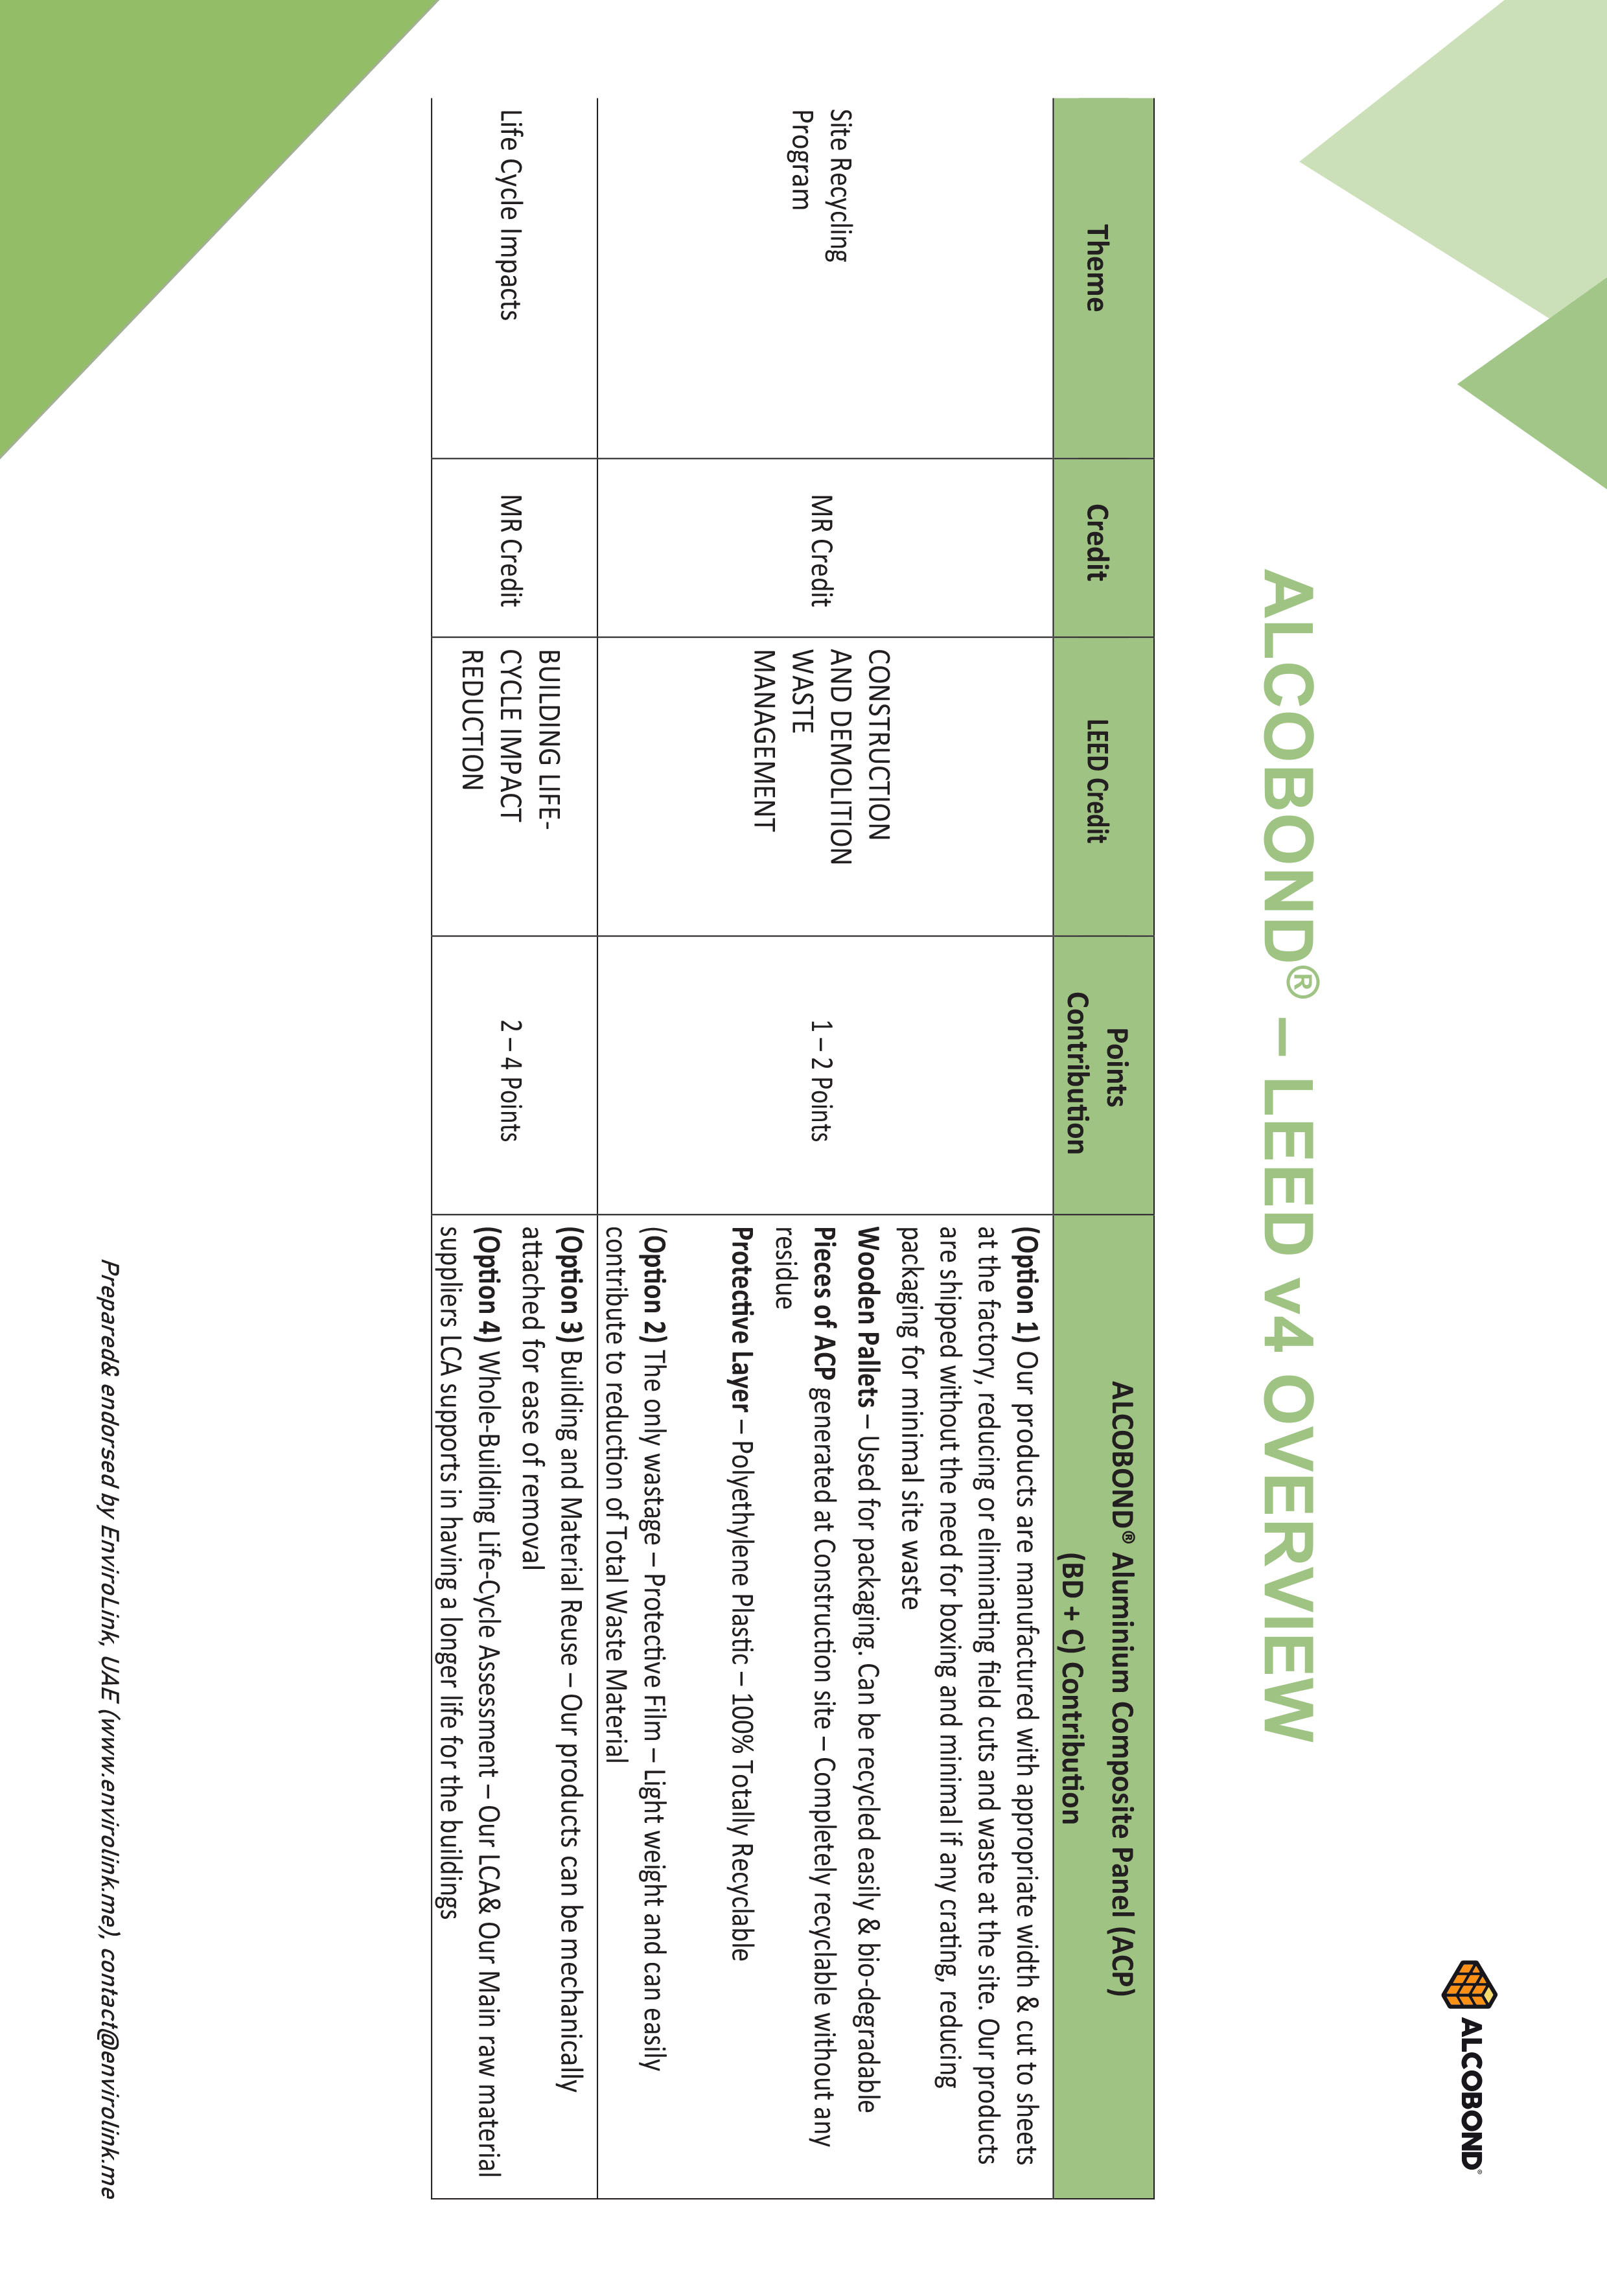 ALCOBOND®
ALCOBOND® – LEED v4 OVERVIEW
Theme
Credit
LEED Credit
Points
Contribution
ALCOBOND® Aluminium Composite Panel (ACP)
(BD + C) Contribution
Site Recycling
Program
MR Credit
CONSTRUCTION
AND DEMOLITION
WASTE
MANAGEMENT
1 – 2 Points
(Option 1) Our products are manufactured with appropriate width & cut to sheets
at the factory, reducing or eliminating field cuts and waste at the site. Our products
are shipped without the need for boxing and minimal if any crating, reducing
packaging for minimal site waste
Wooden Pallets – Used for packaging. Can be recycled easily & bio-degradable
Pieces of ACP generated at Construction site – Completely recyclable without any
residue
Protective Layer – Polyethylene Plastic – 100% Totally Recyclable
(Option 2) The only wastage – Protective Film – Light weight and can easily
contribute to reduction of Total Waste Material
Life Cycle Impacts
MR Credit
BUILDING LIFE-
CYCLE IMPACT
REDUCTION
2 – 4 Points
(Option 3) Building and Material Reuse – Our products can be mechanically
attached for ease of removal
(Option 4) Whole-Building Life-Cycle Assessment – Our LCA& Our Main raw material
suppliers LCA supports in having a longer life for the buildings
Prepared& endorsed by EnviroLink, UAE (www.envirolink.me), contact@envirolink.me